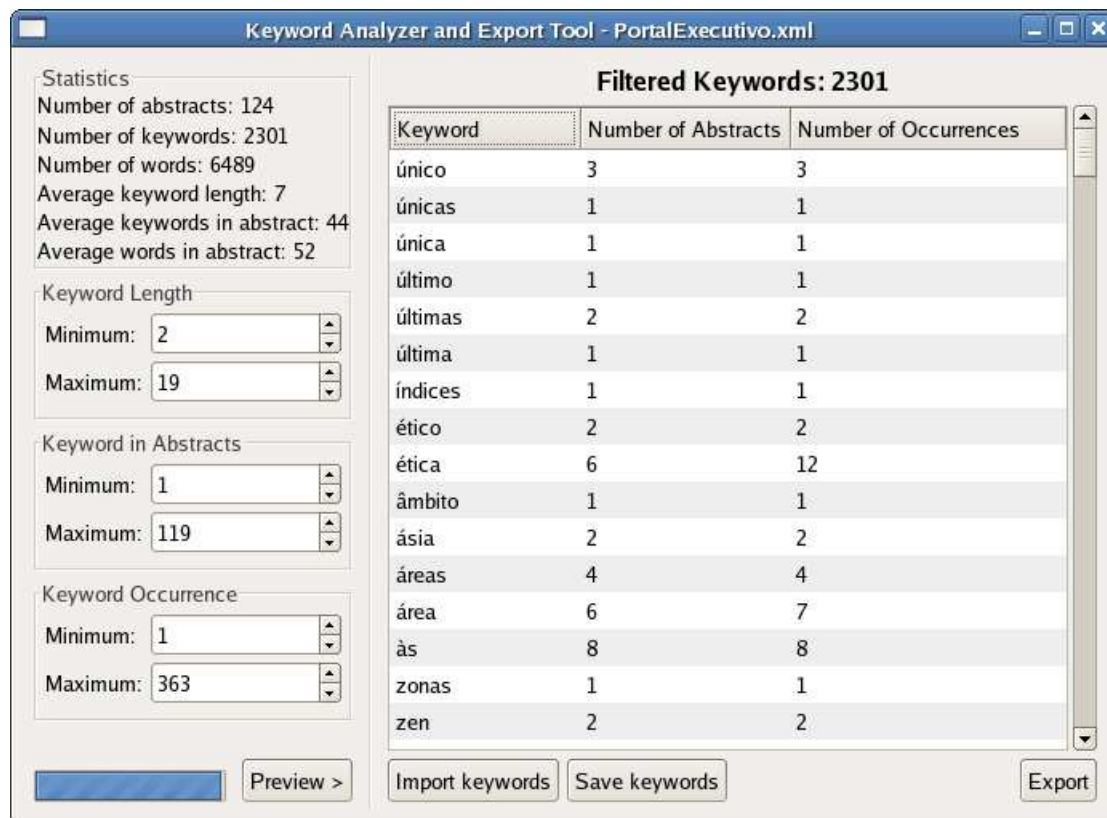 Keyword Analyzer and Export Tool - PortalExecutivo.xml
Statistics
Number of abstracts: 124
Number of keywords: 2301
Number of words: 6489
Average keyword length: 7
Average keywords in abstract: 44
Average words in abstract: 52
Keyword Length
Minimum: 2
Maximum: 19
Keyword in Abstracts
Minimum: 1
Maximum: 119
Keyword Occurrence
Minimum: 1
Maximum: 363
Preview >
Filtered Keywords: 2301
Keyword Number of Abstracts Number of Occurrences
único 3 3
únicas 1 1
única 1 1
último 1 1
últimas 2 2
última 1 1
índices 1 1
ético 2 2
ética 6 12
âmbito 1 1
ásia 2 2
áreas 4 4
área 6 7
às 8 8
zonas 1 1
zen 2 2
Import keywords Save keywords Export